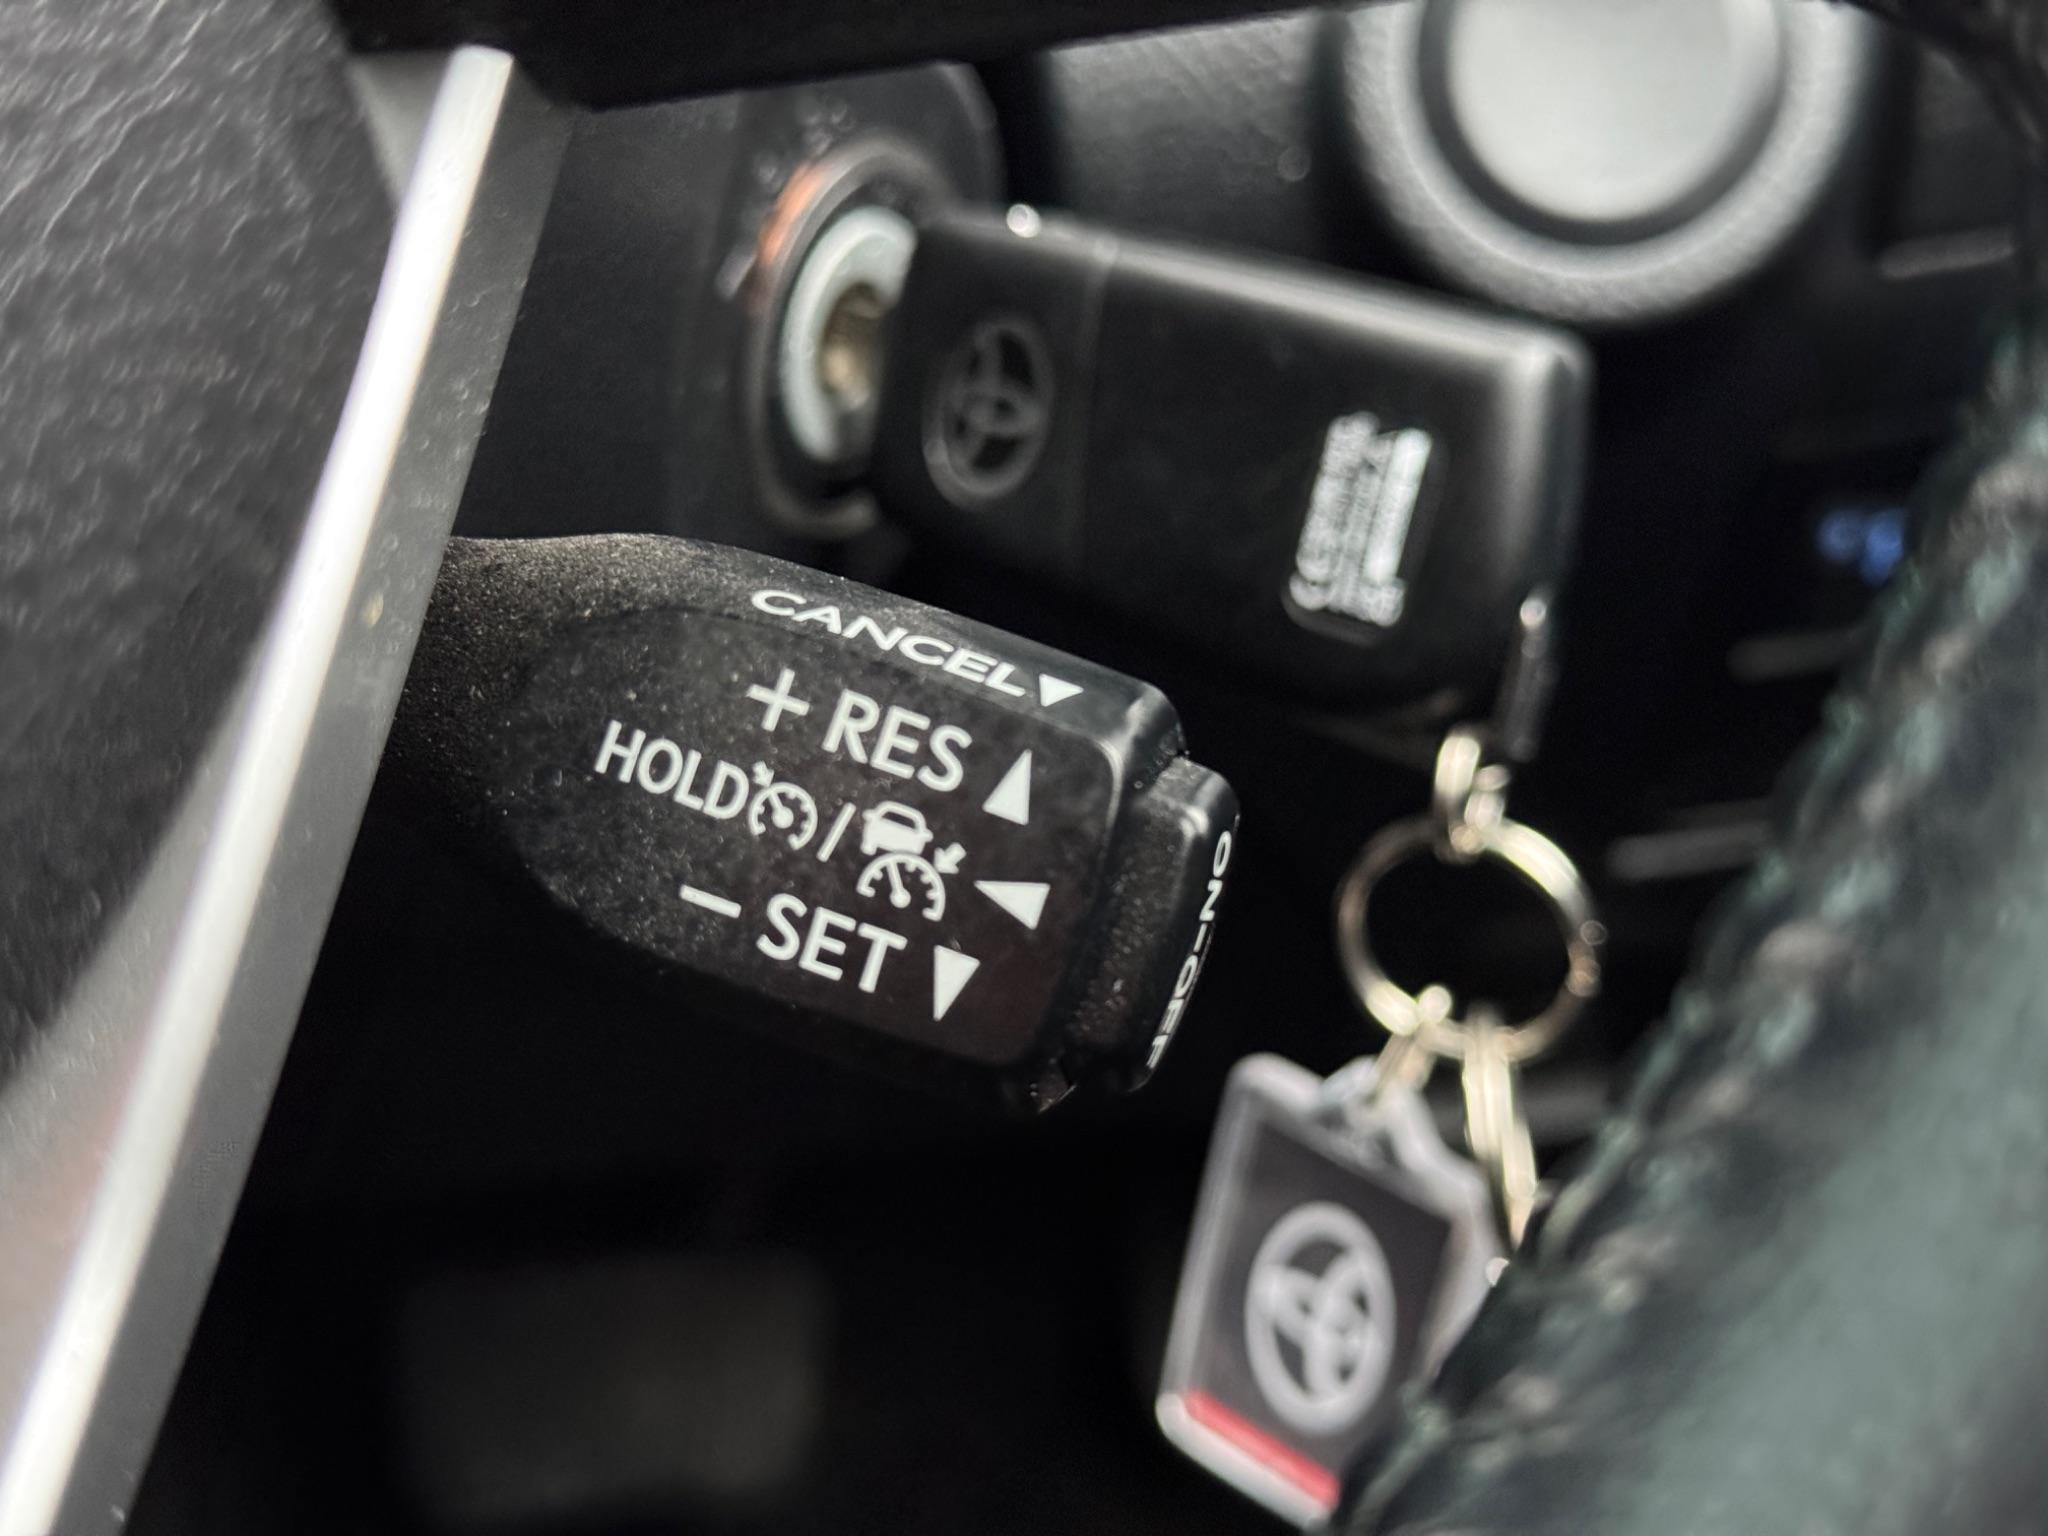 CANCEL
+ RES
HOLD /
− SET
ON-OFF